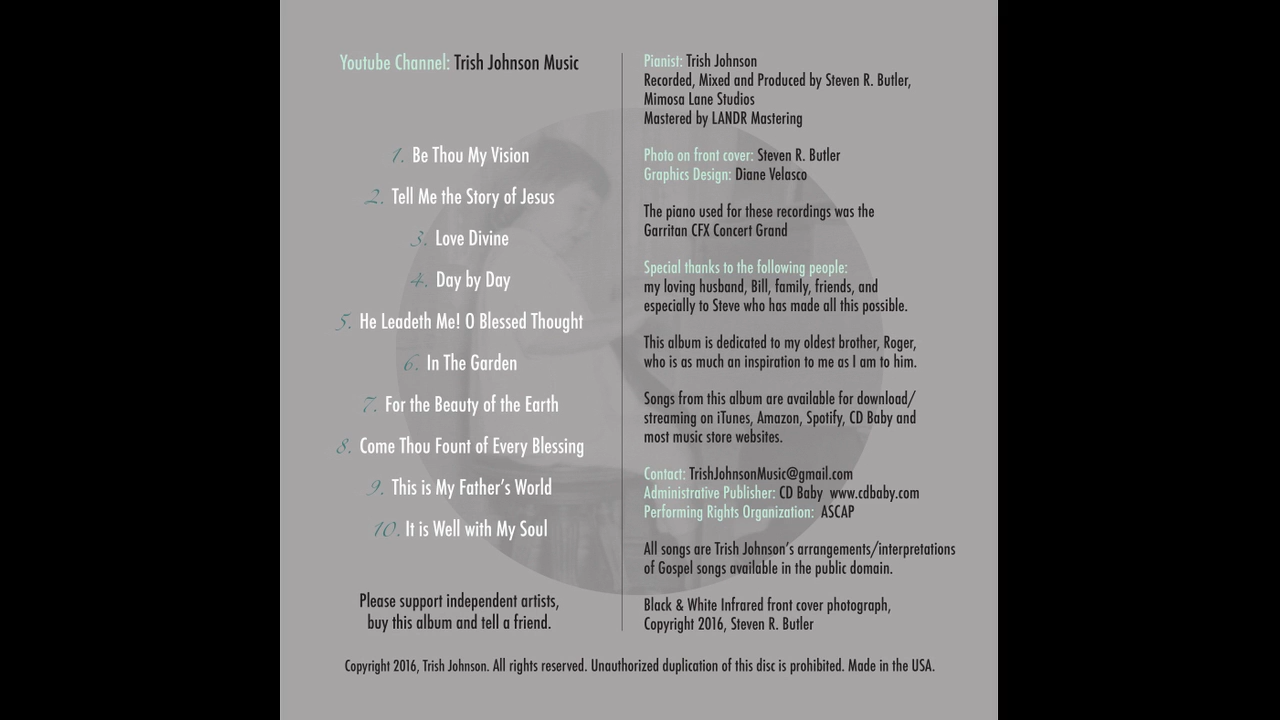 Youtube Channel: Trish Johnson Music
1. Be Thou My Vision
2. Tell Me the Story of Jesus
3. Love Divine
4. Day by Day
5. He Leadeth Me! O Blessed Thought
6. In The Garden
7. For the Beauty of the Earth
8. Come Thou Fount of Every Blessing
9. This is My Father's World
10. It is Well with My Soul
Please support independent artists,
buy this album and tell a friend.
Pianist: Trish Johnson
Recorded, Mixed and Produced by Steven R. Butler,
Mimosa Lane Studios
Mastered by LANDR Mastering
Photo on front cover: Steven R. Butler
Graphics Design: Diane Velasco
The piano used for these recordings was the
Garritan CFX Concert Grand
Special thanks to the following people:
my loving husband, Bill, family, friends, and
especially to Steve who has made all this possible.
This album is dedicated to my oldest brother, Roger,
who is as much an inspiration to me as I am to him.
Songs from this album are available for download/
streaming on iTunes, Amazon, Spotify, CD Baby and
most music store websites.
Contact: TrishJohnsonMusic@gmail.com
Administrative Publisher: CD Baby www.cdbaby.com
Performing Rights Organization: ASCAP
All songs are Trish Johnson's arrangements/interpretations
of Gospel songs available in the public domain.
Black & White Infrared front cover photograph,
Copyright 2016, Steven R. Butler
Copyright 2016, Trish Johnson. All rights reserved. Unauthorized duplication of this disc is prohibited. Made in the USA.